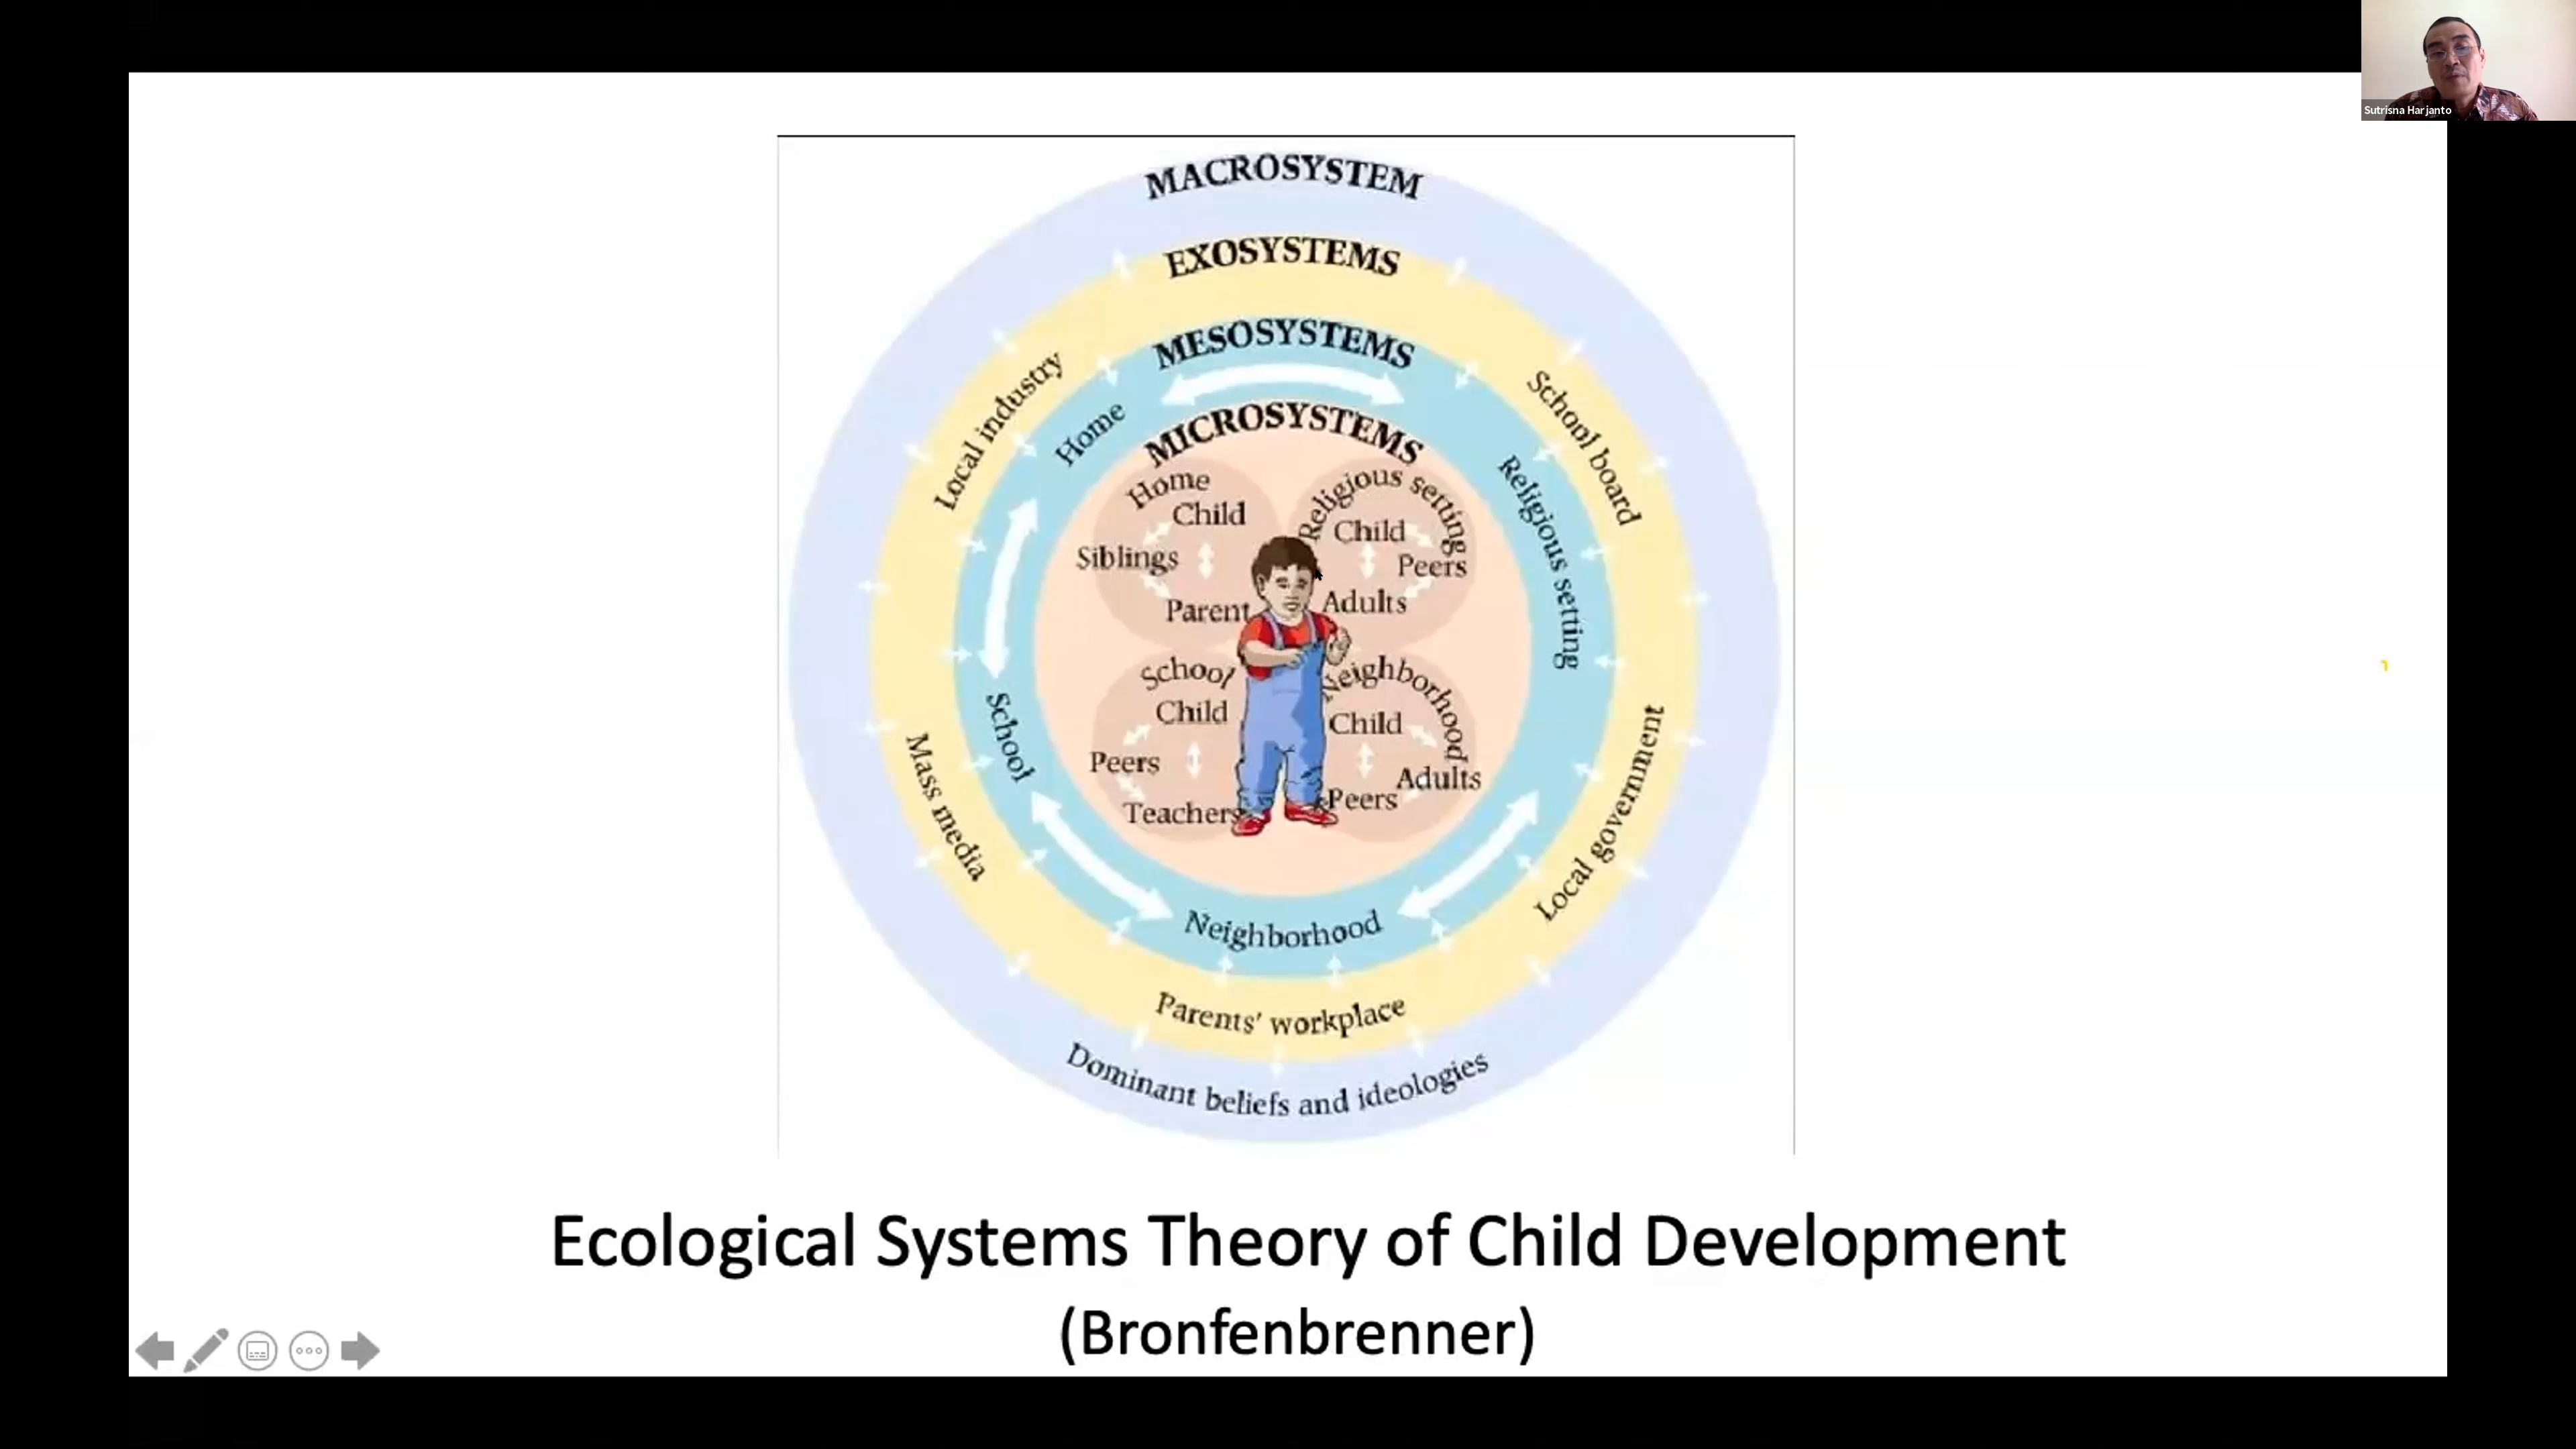 Sutrisna Harjanto
MACROSYSTEM
EXOSYSTEMS
MESOSYSTEMS
MICROSYSTEMS
Local industry
Home
School board
Religious setting
Home
Child
Siblings
Parent
Religious setting
Child
Peers
Adults
School
Child
Peers
Teachers
Neighborhood
Child
Adults
Peers
School
Mass media
Local government
Neighborhood
Parents' workplace
Dominant beliefs and ideologies
Ecological Systems Theory of Child Development
(Bronfenbrenner)